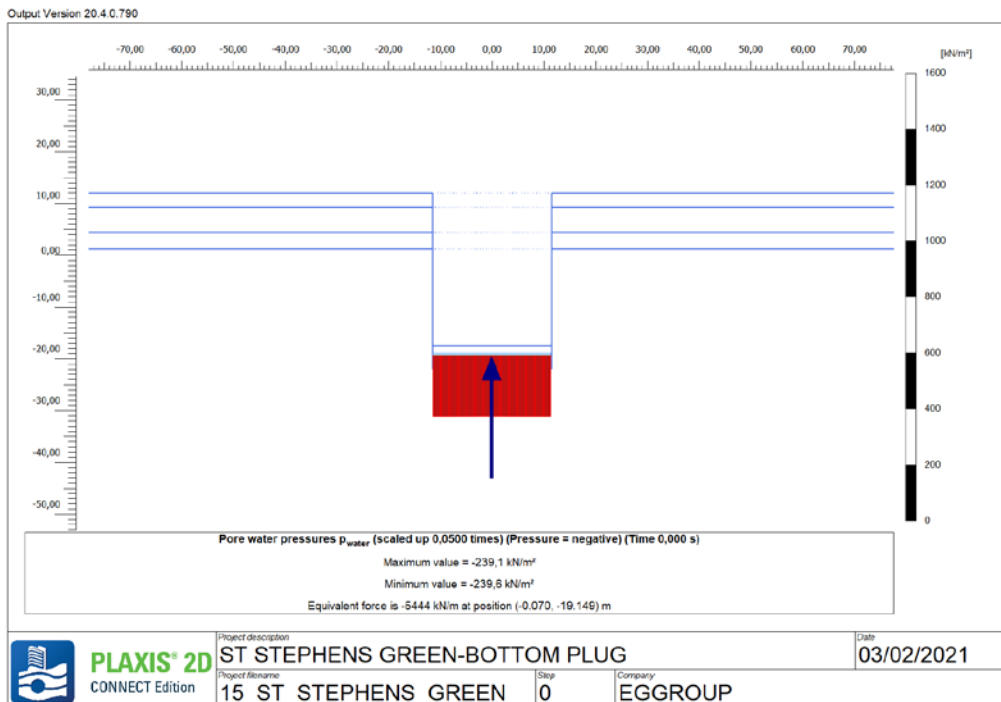 Output Version 20.4.0.790
-70,00 -60,00 -50,00 -40,00 -30,00 -20,00 -10,00 0,00 10,00 20,00 30,00 40,00 50,00 60,00 70,00 [kN/m²]
1600
30,00
1400
20,00
1200
10,00
1000
0,00
800
-10,00
600
-20,00
-30,00
400
-40,00
200
-50,00
0
Pore water pressures pwater (scaled up 0,0500 times) (Pressure = negative) (Time 0,000 s)
Maximum value = -239,1 kN/m²
Minimum value = -239,6 kN/m²
Equivalent force is -5444 kN/m at position (-0.070, -19.149) m
PLAXIS® 2D
CONNECT Edition
Project description
ST STEPHENS GREEN-BOTTOM PLUG
Date
03/02/2021
Project filename
15_ST_STEPHENS_GREEN
Step
0
Company
EGGROUP